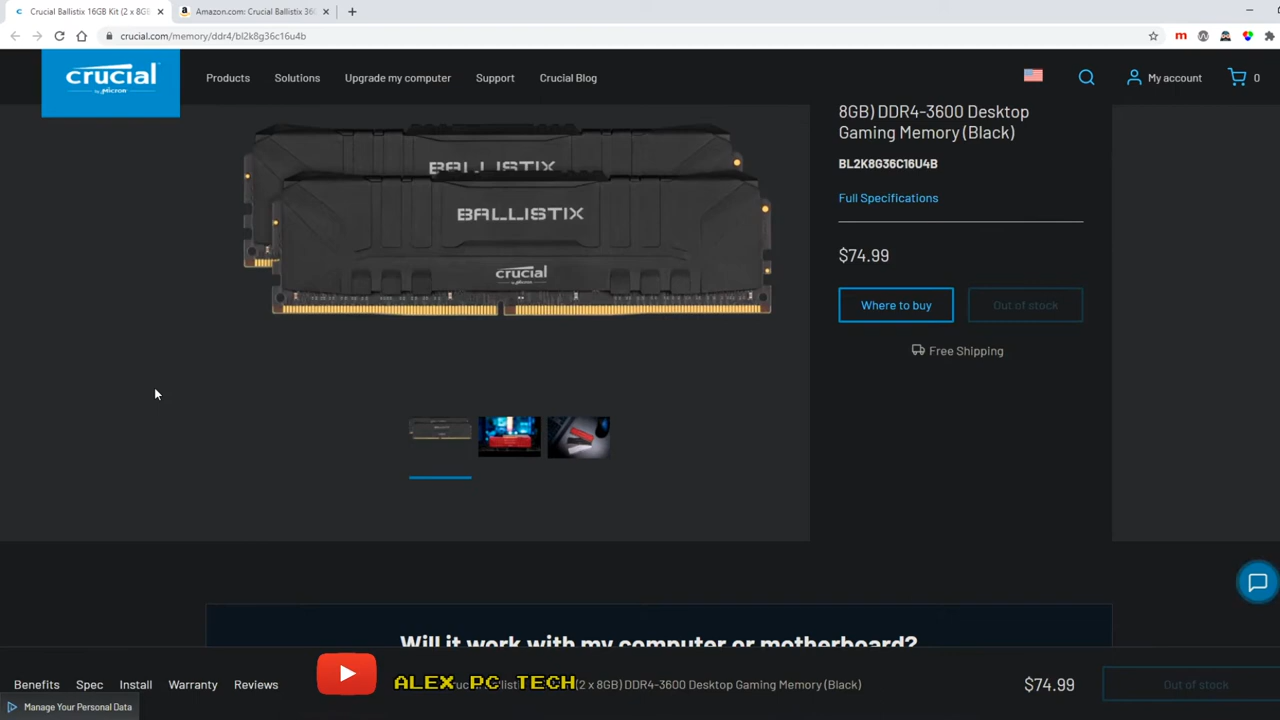 Crucial Ballistix 16GB Kit (2 x 8GB
Amazon.com: Crucial Ballistix 36
crucial.com/memory/ddr4/bl2k8g36c16u4b
crucial
by Micron
Products
Solutions
Upgrade my computer
Support
Crucial Blog
My account
0
BALLISTIX
BALLISTIX
crucial
8GB) DDR4-3600 Desktop
Gaming Memory (Black)
BL2K8G36C16U4B
Full Specifications
$74.99
Where to buy
Out of stock
Free Shipping
Will it work with my computer or motherboard?
Benefits
Spec
Install
Warranty
Reviews
ALEX PC TECH
(2 x 8GB) DDR4-3600 Desktop Gaming Memory (Black)
$74.99
Out of stock
Manage Your Personal Data